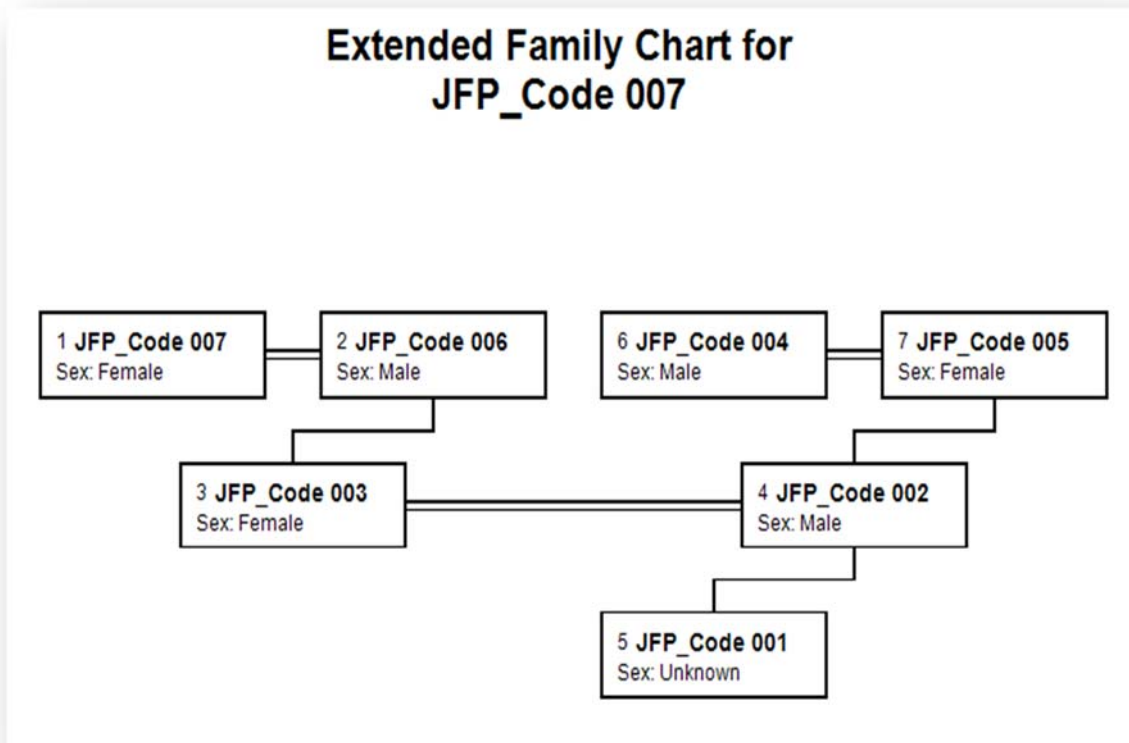 Extended Family Chart for
JFP_Code 007
1 JFP_Code 007
Sex: Female
2 JFP_Code 006
Sex: Male
6 JFP_Code 004
Sex: Male
7 JFP_Code 005
Sex: Female
3 JFP_Code 003
Sex: Female
4 JFP_Code 002
Sex: Male
5 JFP_Code 001
Sex: Unknown